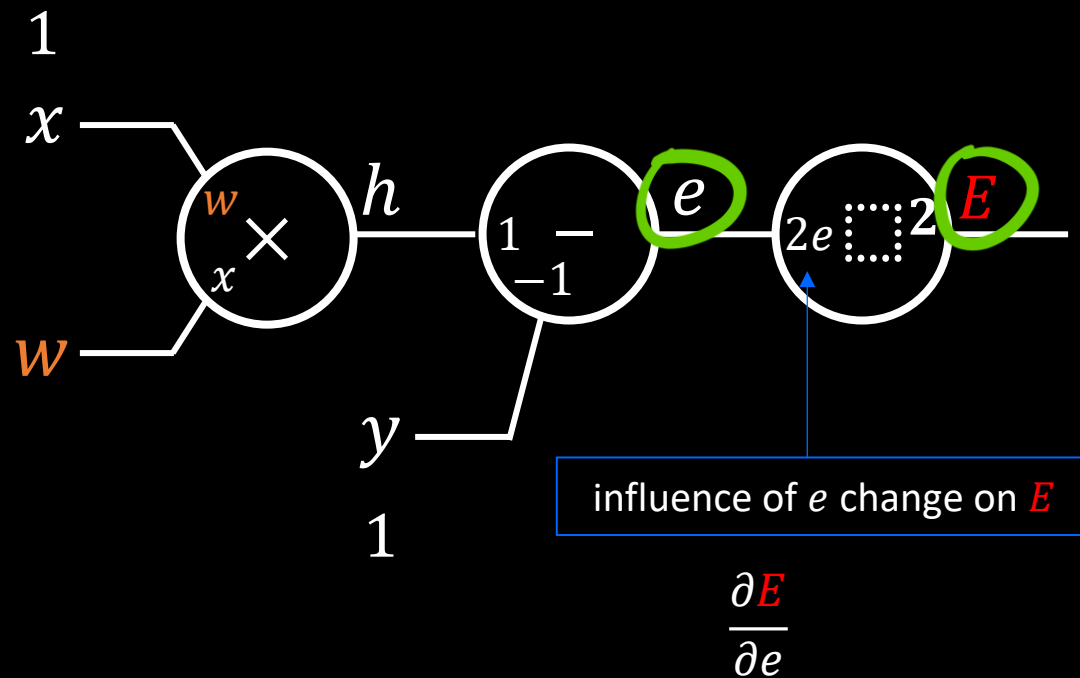 1
x
w
×
x
w
h
1 −
−1
y
1
e
2e 2
E
influence of e change on E
∂E
∂e